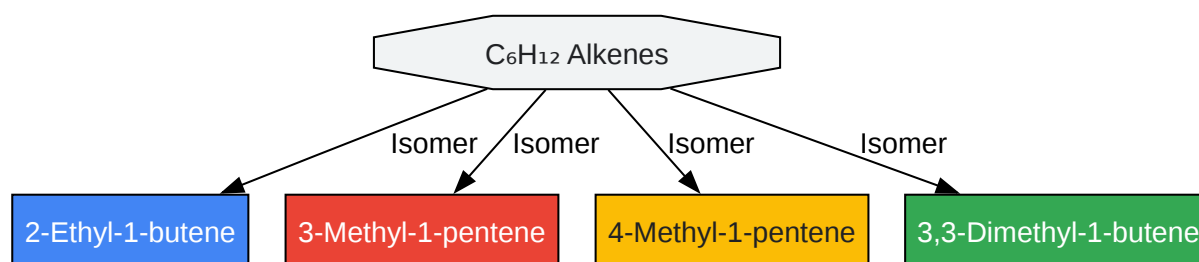 C₆H₁₂ Alkenes
Isomer
Isomer
Isomer
Isomer
2-Ethyl-1-butene
3-Methyl-1-pentene
4-Methyl-1-pentene
3,3-Dimethyl-1-butene